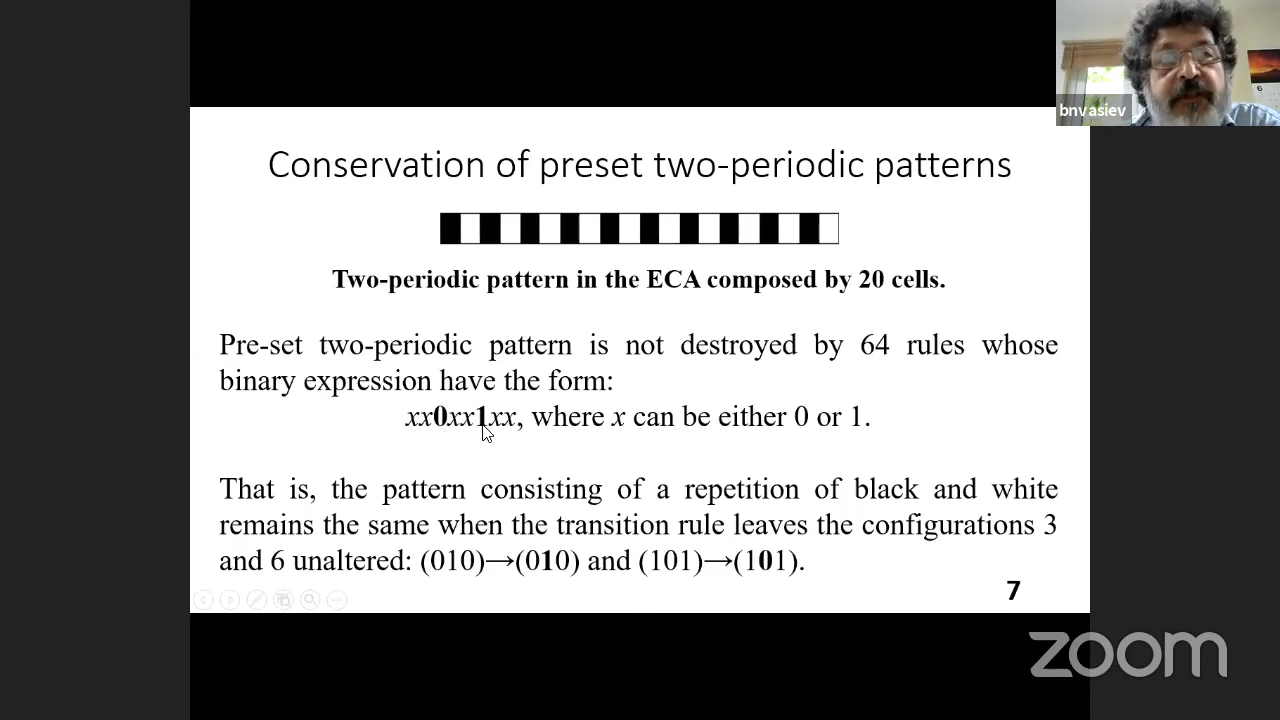 bnvasiev
Conservation of preset two-periodic patterns
Two-periodic pattern in the ECA composed by 20 cells.
Pre-set two-periodic pattern is not destroyed by 64 rules whose
binary expression have the form:
xx0xx1xx, where x can be either 0 or 1.
That is, the pattern consisting of a repetition of black and white
remains the same when the transition rule leaves the configurations 3
and 6 unaltered: (010)→(010) and (101)→(101).
7
zoom